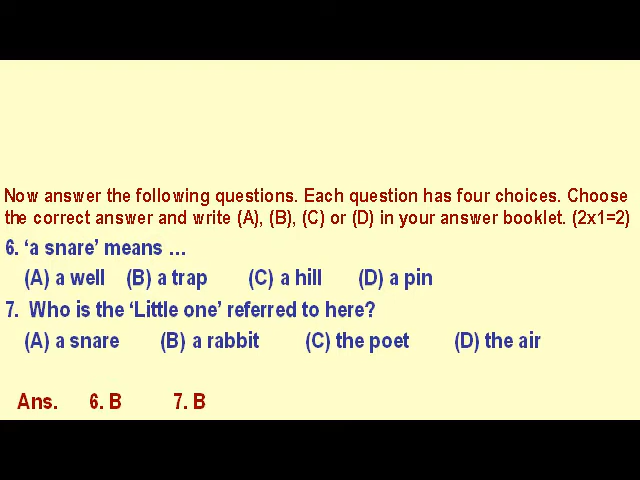 Now answer the following questions. Each question has four choices. Choose
the correct answer and write (A), (B), (C) or (D) in your answer booklet. (2x1=2)
6. ‘a snare’ means …
(A) a well (B) a trap (C) a hill (D) a pin
7. Who is the ‘Little one’ referred to here?
(A) a snare (B) a rabbit (C) the poet (D) the air
Ans. 6. B 7. B